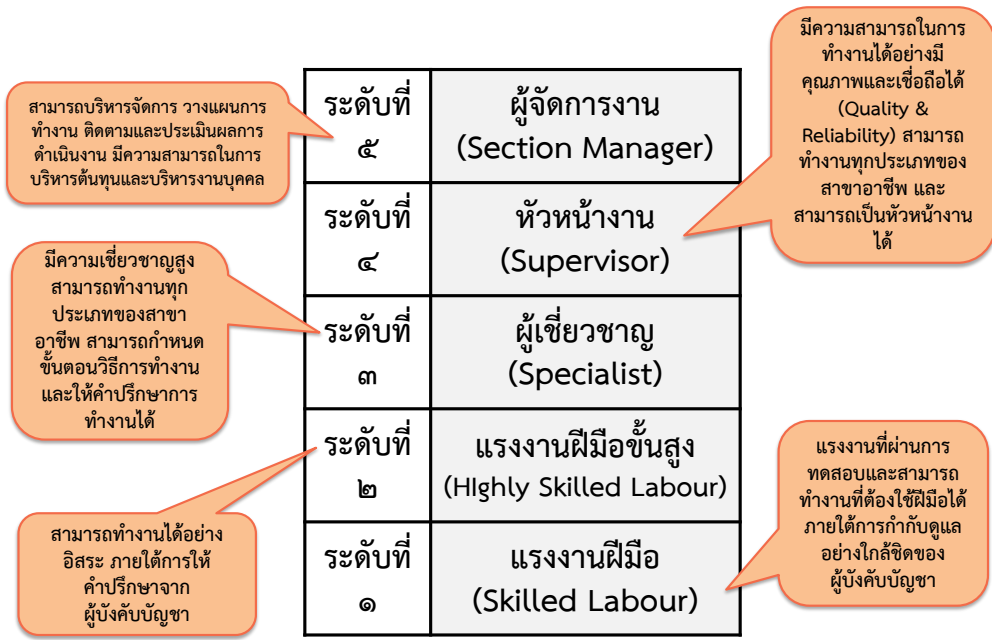 มีความสามารถในการ
ทำงานได้อย่างมี
คุณภาพและเชื่อถือได้
(Quality &
Reliability) สามารถ
ทำงานทุกประเภทของ
สาขาอาชีพ และ
สามารถเป็นหัวหน้างาน
ได้
สามารถบริหารจัดการ วางแผนการ
ทำงาน ติดตามและประเมินผลการ
ดำเนินงาน มีความสามารถในการ
บริหารต้นทุนและบริหารงานบุคคล
ระดับที่
๕
ผู้จัดการงาน
(Section Manager)
ระดับที่
๔
หัวหน้างาน
(Supervisor)
มีความเชี่ยวชาญสูง
สามารถทำงานทุก
ประเภทของสาขา
อาชีพ สามารถกำหนด
ขั้นตอนวิธีการทำงาน
และให้คำปรึกษาการ
ทำงานได้
ระดับที่
๓
ผู้เชี่ยวชาญ
(Specialist)
ระดับที่
๒
แรงงานฝีมือขั้นสูง
(HIghly Skilled Labour)
แรงงานที่ผ่านการ
ทดสอบและสามารถ
ทำงานที่ต้องใช้ฝีมือได้
ภายใต้การกำกับดูแล
อย่างใกล้ชิดของ
ผู้บังคับบัญชา
สามารถทำงานได้อย่าง
อิสระ ภายใต้การให้
คำปรึกษาจาก
ผู้บังคับบัญชา
ระดับที่
๑
แรงงานฝีมือ
(Skilled Labour)